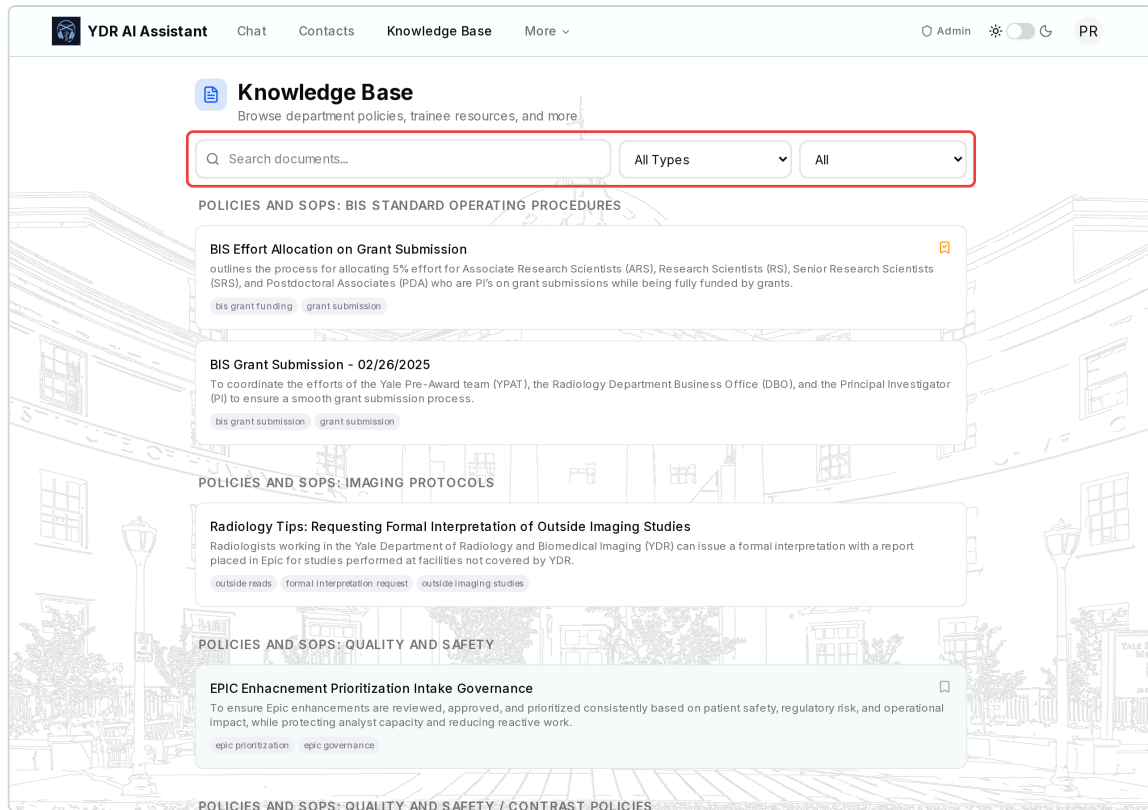 YDR AI Assistant
Chat
Contacts
Knowledge Base
More
Admin
PR
Knowledge Base
Browse department policies, trainee resources, and more
Search documents...
All Types
All
POLICIES AND SOPS: BIS STANDARD OPERATING PROCEDURES
BIS Effort Allocation on Grant Submission
outlines the process for allocating 5% effort for Associate Research Scientists (ARS), Research Scientists (RS), Senior Research Scientists
(SRS), and Postdoctoral Associates (PDA) who are PI's on grant submissions while being fully funded by grants.
bis grant funding
grant submission
BIS Grant Submission - 02/26/2025
To coordinate the efforts of the Yale Pre-Award team (YPAT), the Radiology Department Business Office (DBO), and the Principal Investigator
(PI) to ensure a smooth grant submission process.
bis grant submission
grant submission
POLICIES AND SOPS: IMAGING PROTOCOLS
Radiology Tips: Requesting Formal Interpretation of Outside Imaging Studies
Radiologists working in the Yale Department of Radiology and Biomedical Imaging (YDR) can issue a formal interpretation with a report
placed in Epic for studies performed at facilities not covered by YDR.
outside reads
formal interpretation request
outside imaging studies
POLICIES AND SOPS: QUALITY AND SAFETY
EPIC Enhacnement Prioritization Intake Governance
To ensure Epic enhancements are reviewed, approved, and prioritized consistently based on patient safety, regulatory risk, and operational
impact, while protecting analyst capacity and reducing reactive work.
epic prioritization
epic governance
POLICIES AND SOPS: QUALITY AND SAFETY / CONTRAST POLICIES